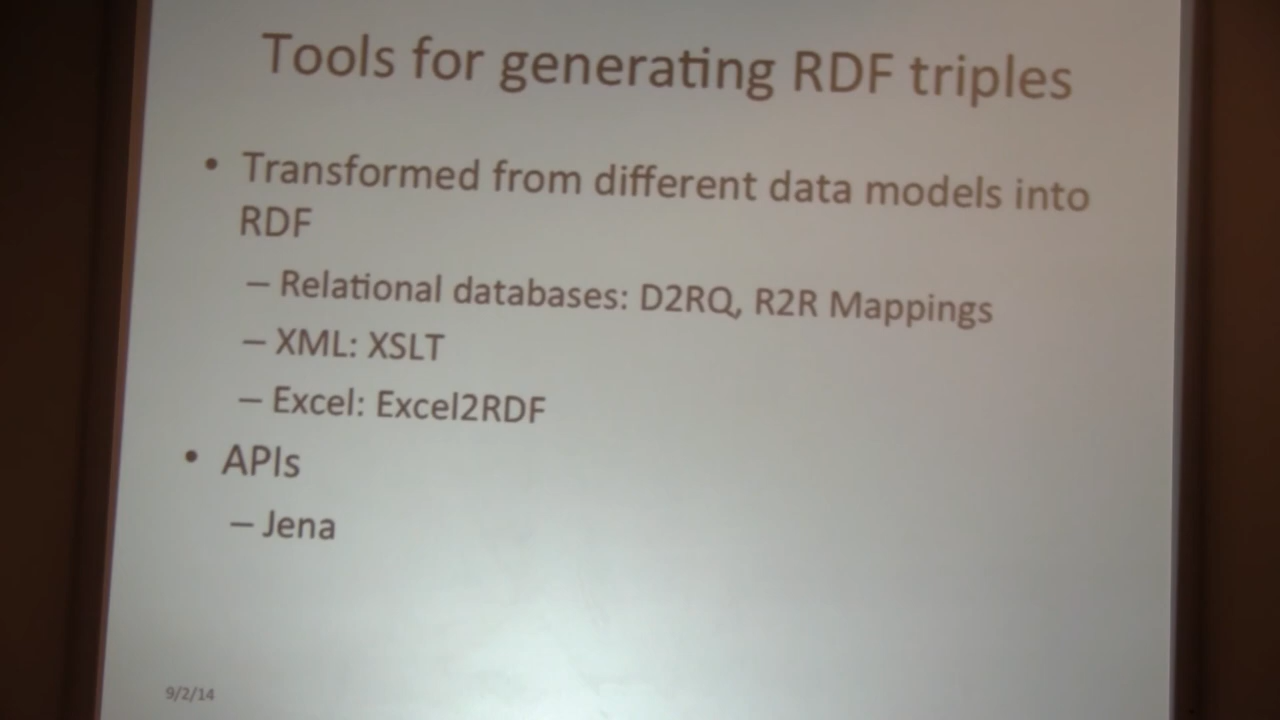 Tools for generating RDF triples
• Transformed from different data models into
RDF
– Relational databases: D2RQ, R2R Mappings
– XML: XSLT
– Excel: Excel2RDF
• APIs
– Jena
9/2/14